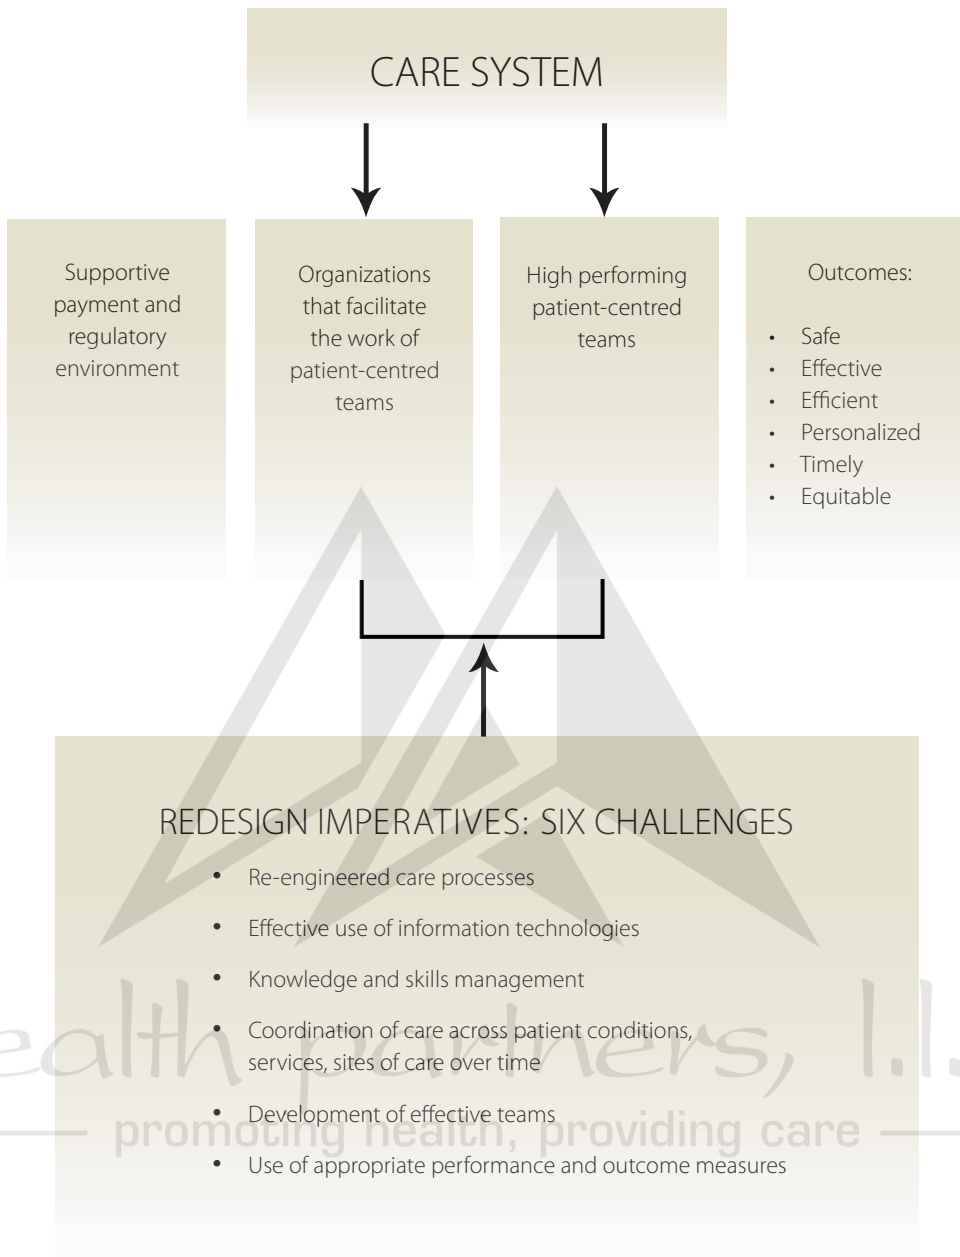 CARE SYSTEM
Supportive
payment and
regulatory
environment
Organizations
that facilitate
the work of
patient-centred
teams
High performing
patient-centred
teams
Outcomes:
• Safe
• Effective
• Efficient
• Personalized
• Timely
• Equitable
REDESIGN IMPERATIVES: SIX CHALLENGES
• Re-engineered care processes
• Effective use of information technologies
• Knowledge and skills management
• Coordination of care across patient conditions,
services, sites of care over time
• Development of effective teams
• Use of appropriate performance and outcome measures
ealth partners, l.l.
promoting health, providing care